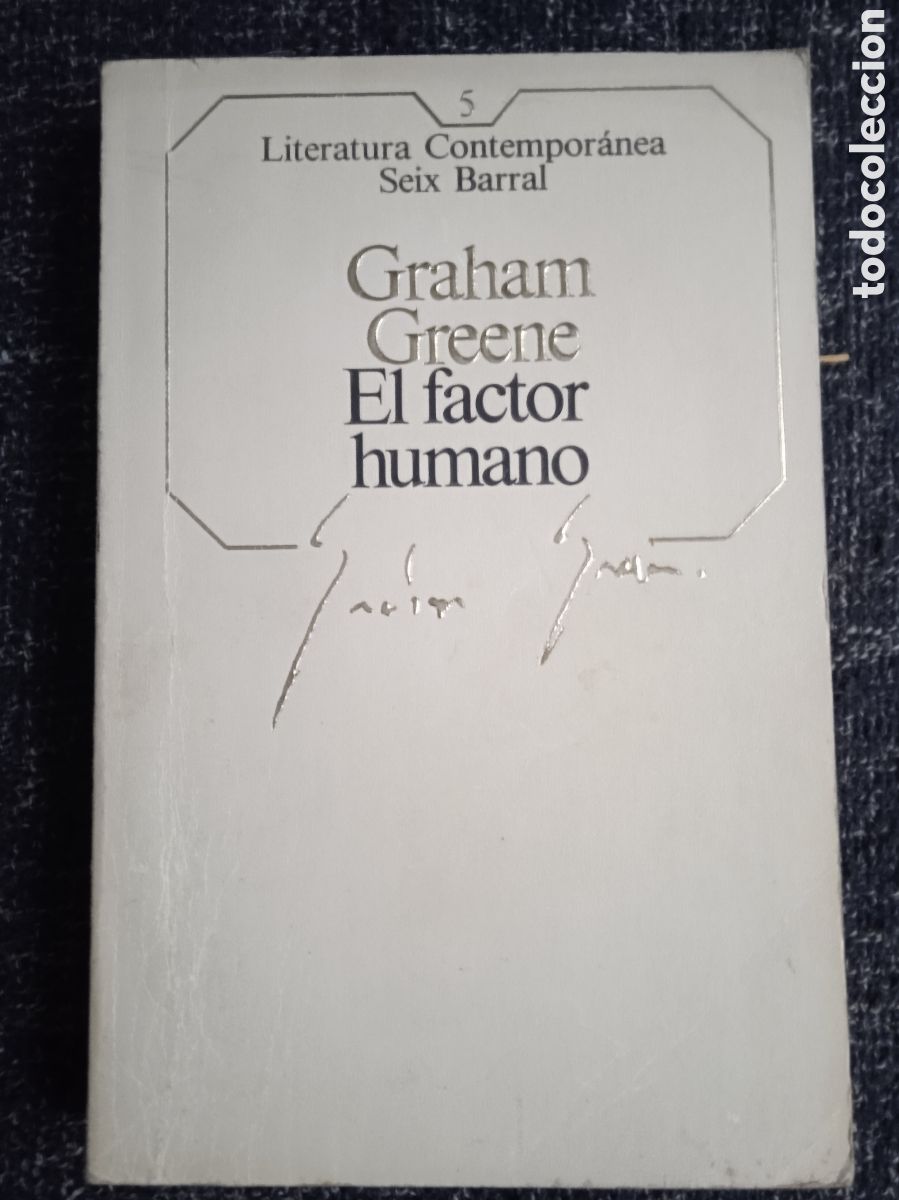 5
Literatura Contemporánea
Seix Barral
Graham
Greene
El factor
humano
todocoleccion